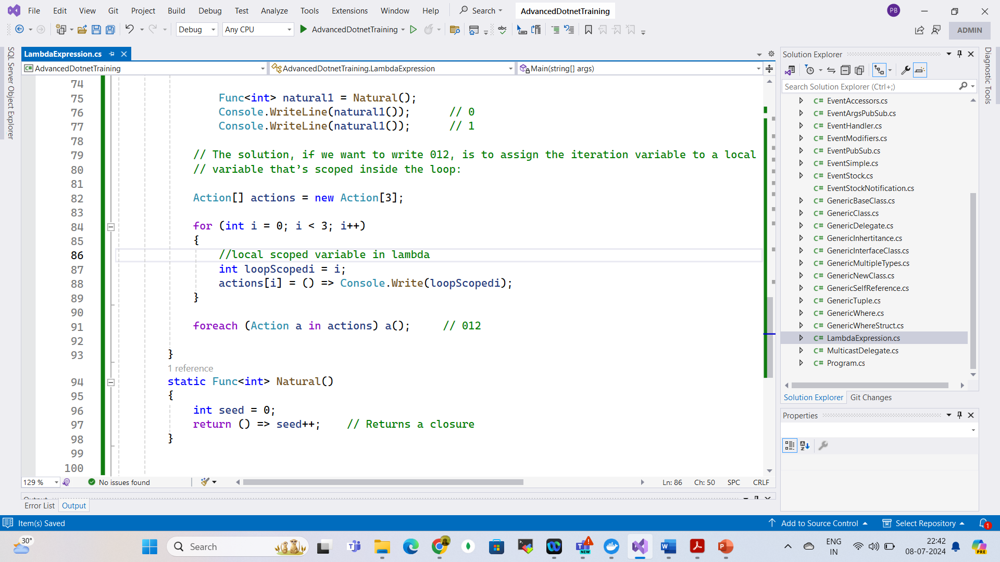 File Edit View Git Project Build Debug Test Analyze Tools Extensions Window Help Search AdvancedDotnetTraining PB
Debug Any CPU AdvancedDotnetTraining abc ADMIN
SQL Server Object Explorer
LambdaExpression.cs
C# AdvancedDotnetTraining AdvancedDotnetTraining.LambdaExpression Main(string[] args)
74
75 Func<int> natural1 = Natural();
76 Console.WriteLine(natural1()); // 0
77 Console.WriteLine(natural1()); // 1
78
79 // The solution, if we want to write 012, is to assign the iteration variable to a local
80 // variable that’s scoped inside the loop:
81
82 Action[] actions = new Action[3];
83
84 for (int i = 0; i < 3; i++)
85 {
86 //local scoped variable in lambda
87 int loopScopedi = i;
88 actions[i] = () => Console.Write(loopScopedi);
89 }
90
91 foreach (Action a in actions) a(); // 012
92
93 }
1 reference
94 static Func<int> Natural()
95 {
96 int seed = 0;
97 return () => seed++; // Returns a closure
98 }
99
100
129 % No issues found Ln: 86 Ch: 50 SPC CRLF
Output
Error List Output
Solution Explorer
Search Solution Explorer (Ctrl+;)
C# EventAccessors.cs
C# EventArgsPubSub.cs
C# EventHandler.cs
C# EventModifiers.cs
C# EventPubSub.cs
C# EventSimple.cs
C# EventStock.cs
C# EventStockNotification.cs
C# GenericBaseClass.cs
C# GenericClass.cs
C# GenericDelegate.cs
C# GenericInhertitance.cs
C# GenericInterfaceClass.cs
C# GenericMultipleTypes.cs
C# GenericNewClass.cs
C# GenericSelfReference.cs
C# GenericTuple.cs
C# GenericWhere.cs
C# GenericWhereStruct.cs
C# LambdaExpression.cs
C# MulticastDelegate.cs
C# Program.cs
Solution Explorer Git Changes
Properties
Diagnostic Tools
Item(s) Saved Add to Source Control Select Repository 1
30° Search NEW ENG IN 22:42 08-07-2024 PRE